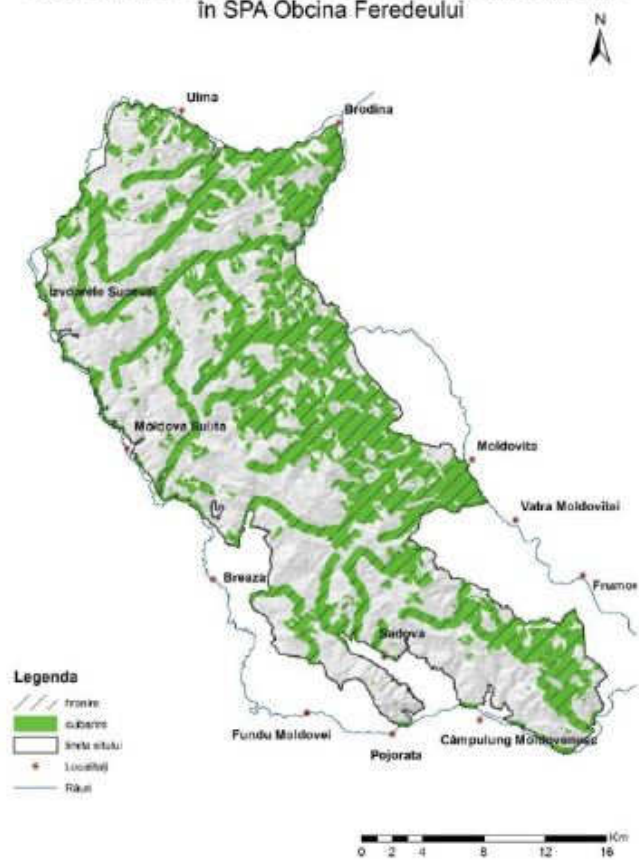 în SPA Obcina Feredeului
N
Ulma
Brodina
Izvoarele Sucevei
Moldova Sulita
Moldovita
Vatra Moldovitei
Breaza
Frumos
Sadova
Legenda
hranire
cuibarire
limita sitului
Localitați
Râuri
Fundu Moldovei
Pojorata
Câmpulung Moldovenesc
Km
0 2 4 8 12 16